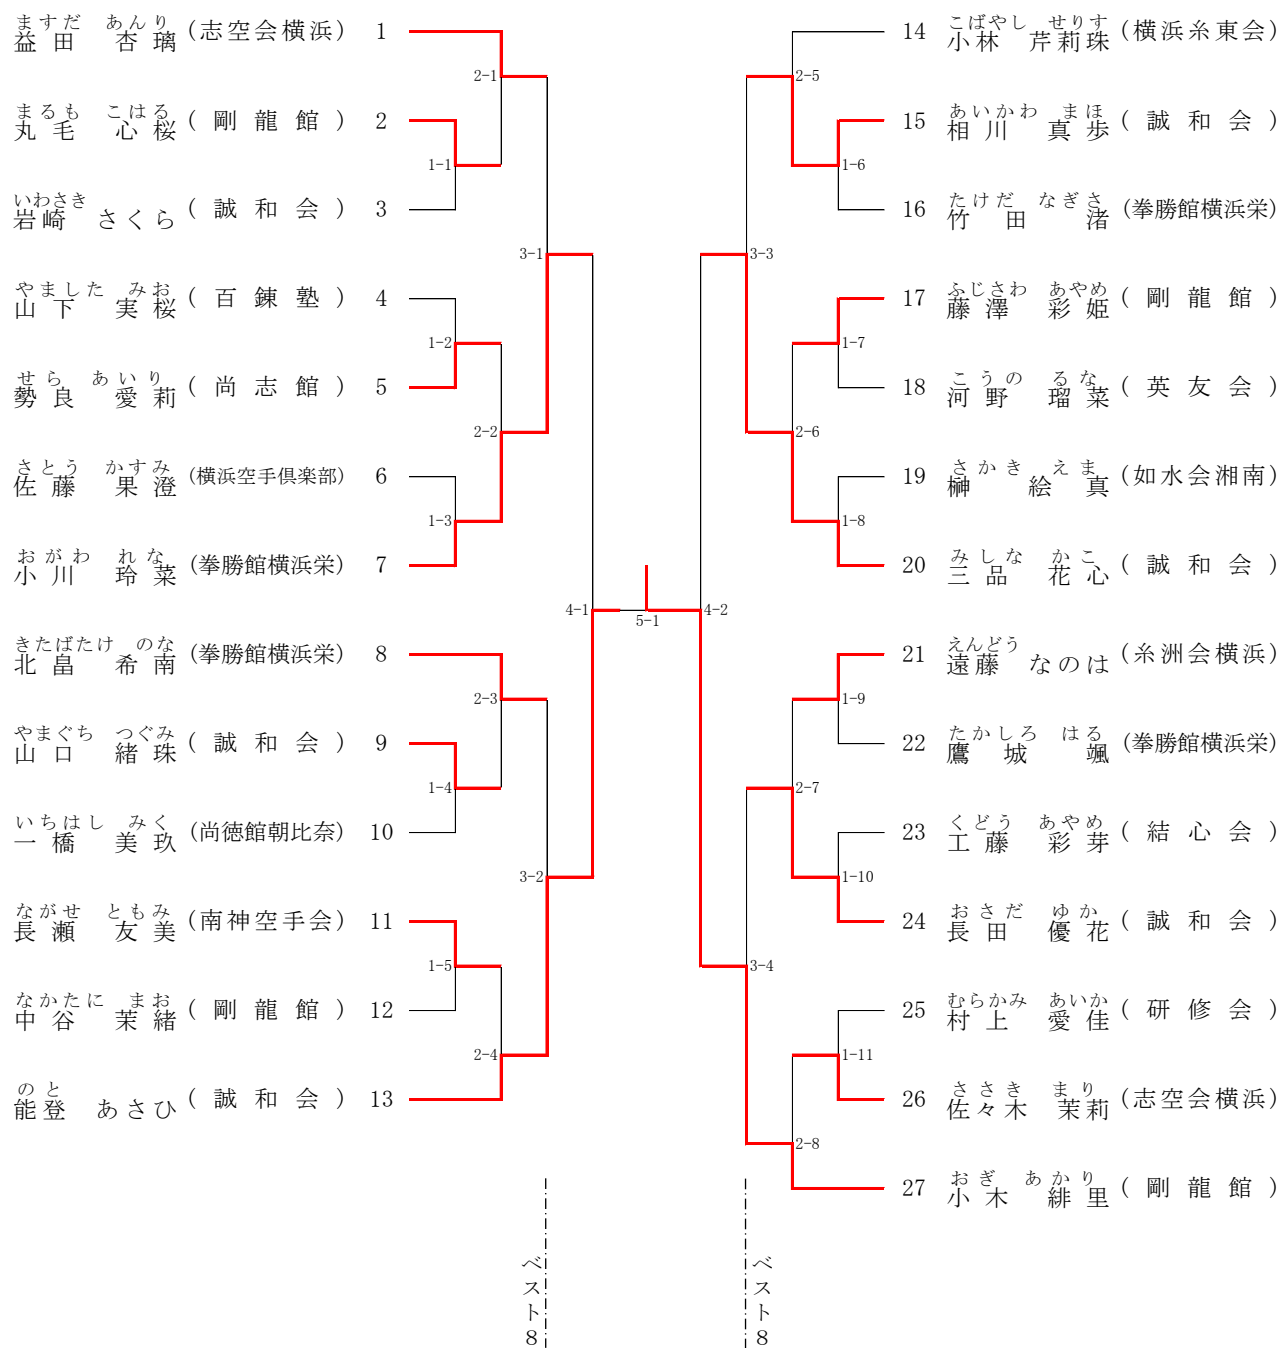 ますだ あんり
益田 杏璃 (志空会横浜) 1
まるも こはる
丸毛 心桜 (剛龍館) 2
1-1
2-1
いわさき
岩崎 さくら (誠和会) 3
3-1
やました みお
山下 実桜 (百錬塾) 4
1-2
せら あいり
勢良 愛莉 (尚志館) 5
2-2
さとう かすみ
佐藤 果澄 (横浜空手倶楽部) 6
1-3
おがわ れな
小川 玲菜 (拳勝館横浜栄) 7
4-1
きたばたけ のな
北畠 希南 (拳勝館横浜栄) 8
2-3
やまぐち つぐみ
山口 緒珠 (誠和会) 9
1-4
いちはし みく
一橋 美玖 (尚徳館朝比奈) 10
3-2
ながせ ともみ
長瀬 友美 (南神空手会) 11
1-5
なかたに まお
中谷 茉緒 (剛龍館) 12
2-4
のと
能登 あさひ (誠和会) 13
5-1
こばやし せりす
14 小林 芹莉珠 (横浜糸東会)
2-5
あいかわ まほ
15 相川 真歩 (誠和会)
1-6
たけだ なぎさ
16 竹田 渚 (拳勝館横浜栄)
3-3
ふじさわ あやめ
17 藤澤 彩姫 (剛龍館)
1-7
こうの るな
18 河野 瑠菜 (英友会)
2-6
さかき えま
19 榊 絵真 (如水会湘南)
1-8
みしな かこ
20 三品 花心 (誠和会)
4-2
えんどう
21 遠藤 なのは (糸洲会横浜)
1-9
たかしろ はる
22 鷹城 颯 (拳勝館横浜栄)
2-7
くどう あやめ
23 工藤 彩芽 (結心会)
1-10
おさだ ゆか
24 長田 優花 (誠和会)
3-4
むらかみ あいか
25 村上 愛佳 (研修会)
1-11
ささき まり
26 佐々木 茉莉 (志空会横浜)
2-8
おぎ あかり
27 小木 緋里 (剛龍館)
ベスト8
ベスト8